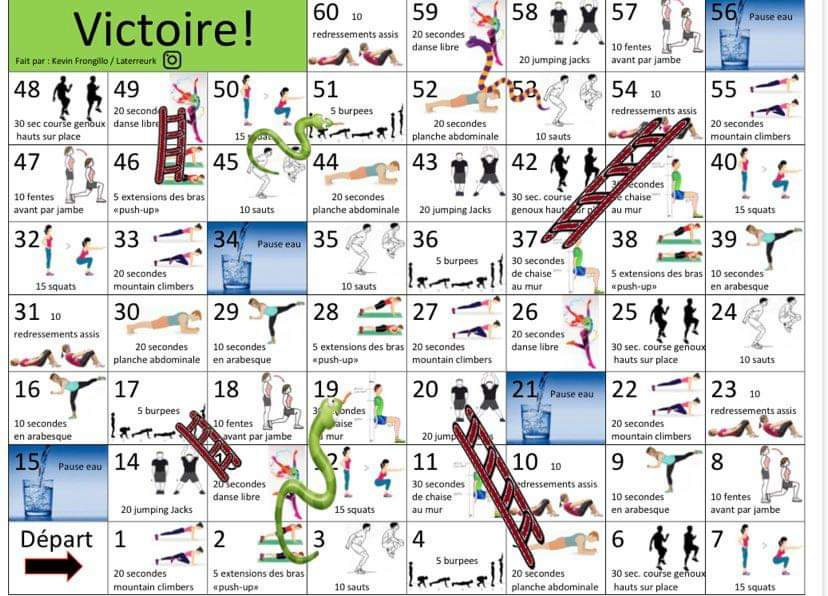 Victoire!
Fait par : Kevin Frongillo / Laterreurk
60 10
redressements assis
59
20 secondes
danse libre
58
20 jumping jacks
57
10 fentes
avant par jambe
56 Pause eau
48
30 sec course genoux
hauts sur place
49
20 secondes
danse libre
50
15 squats
51
5 burpees
52
20 secondes
planche abdominale
53
10 sauts
54 10
redressements assis
55
20 secondes
mountain climbers
47
10 fentes
avant par jambe
46
5 extensions des bras
«push-up»
45
10 sauts
44
20 secondes
planche abdominale
43
20 jumping Jacks
42
30 sec. course
genoux hauts
secondes
chaise
au mur
40
15 squats
32
15 squats
33
20 secondes
mountain climbers
34 Pause eau
35
10 sauts
36
5 burpees
37
30 secondes
de chaise
au mur
38
5 extensions des bras
«push-up»
39
10 secondes
en arabesque
31 10
redressements assis
30
20 secondes
planche abdominale
29
10 secondes
en arabesque
28
5 extensions des bras
«push-up»
27
20 secondes
mountain climbers
26
20 secondes
danse libre
25
30 sec. course genoux
hauts sur place
24
10 sauts
16
10 secondes
en arabesque
17
5 burpees
18
10 fentes
avant par jambe
19
mur
20
20
21 Pause eau
22
20 secondes
mountain climbers
23 10
redressements assis
15 Pause eau
14
20 jumping Jacks
20 secondes
danse libre
15 squats
11
30 secondes
de chaise
au mur
10 10
redressements assis
9
10 secondes
en arabesque
8
10 fentes
avant par jambe
Départ
1
20 secondes
mountain climbers
2
5 extensions des bras
«push-up»
3
10 sauts
4
5 burpees
20 secondes
planche abdominale
6
30 sec. course genoux
hauts sur place
7
15 squats